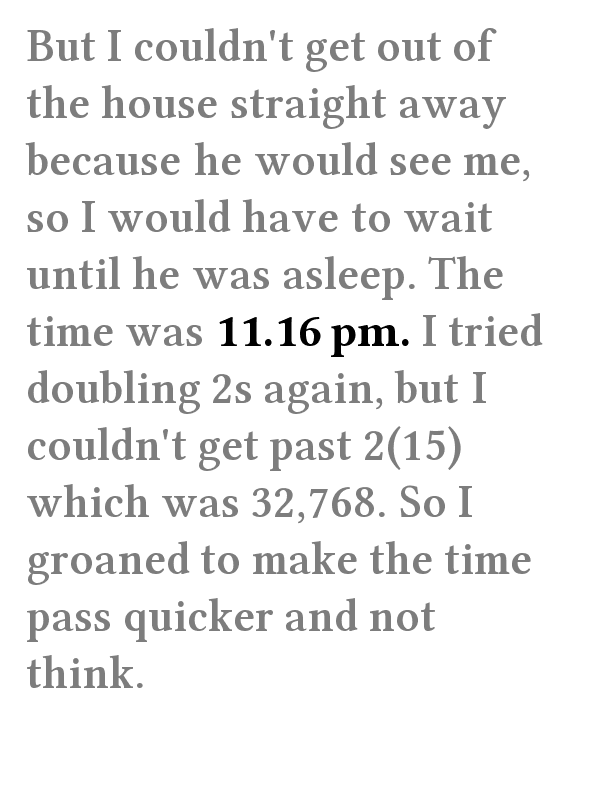 But I couldn't get out of
the house straight away
because he would see me,
so I would have to wait
until he was asleep. The
time was 11.16 pm. I tried
doubling 2s again, but I
couldn't get past 2(15)
which was 32,768. So I
groaned to make the time
pass quicker and not
think.